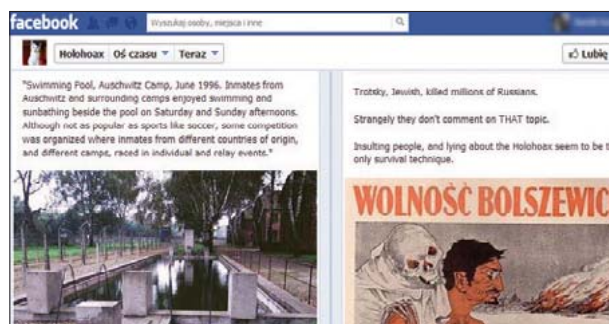 facebook
Wyszukaj osoby, miejsca i inne
Holohoax Oś czasu Teraz
Lubię
"Swimming Pool, Auschwitz Camp, June 1996. Inmates from
Auschwitz and surrounding camps enjoyed swimming and
sunbathing beside the pool on Saturday and Sunday afternoons.
Although not as popular as sports like soccer, some competition
was organized where inmates from different countries of origin,
and different camps, raced in individual and relay events."
Trotsky, Jewish, killed millions of Russians.
Strangely they don't comment on THAT topic.
Insulting people, and lying about the Holohoax seem to be t
only survival technique.
WOLNOŚĆ BOLSZEWIC